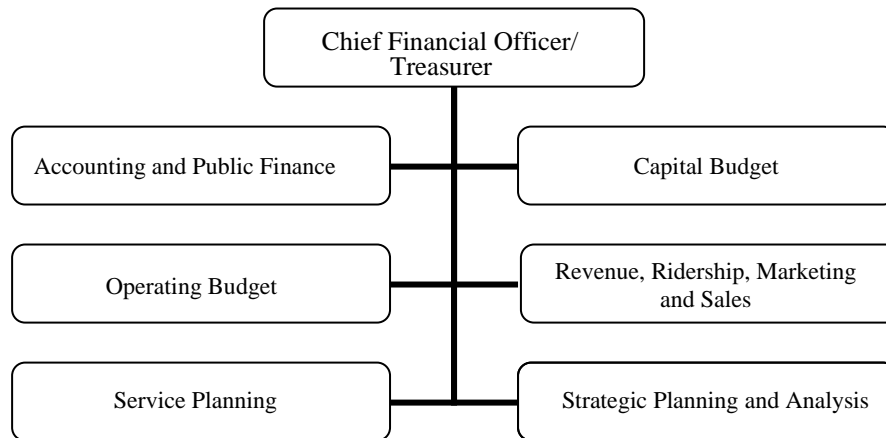 Chief Financial Officer/
Treasurer
Accounting and Public Finance
Capital Budget
Operating Budget
Revenue, Ridership, Marketing
and Sales
Service Planning
Strategic Planning and Analysis